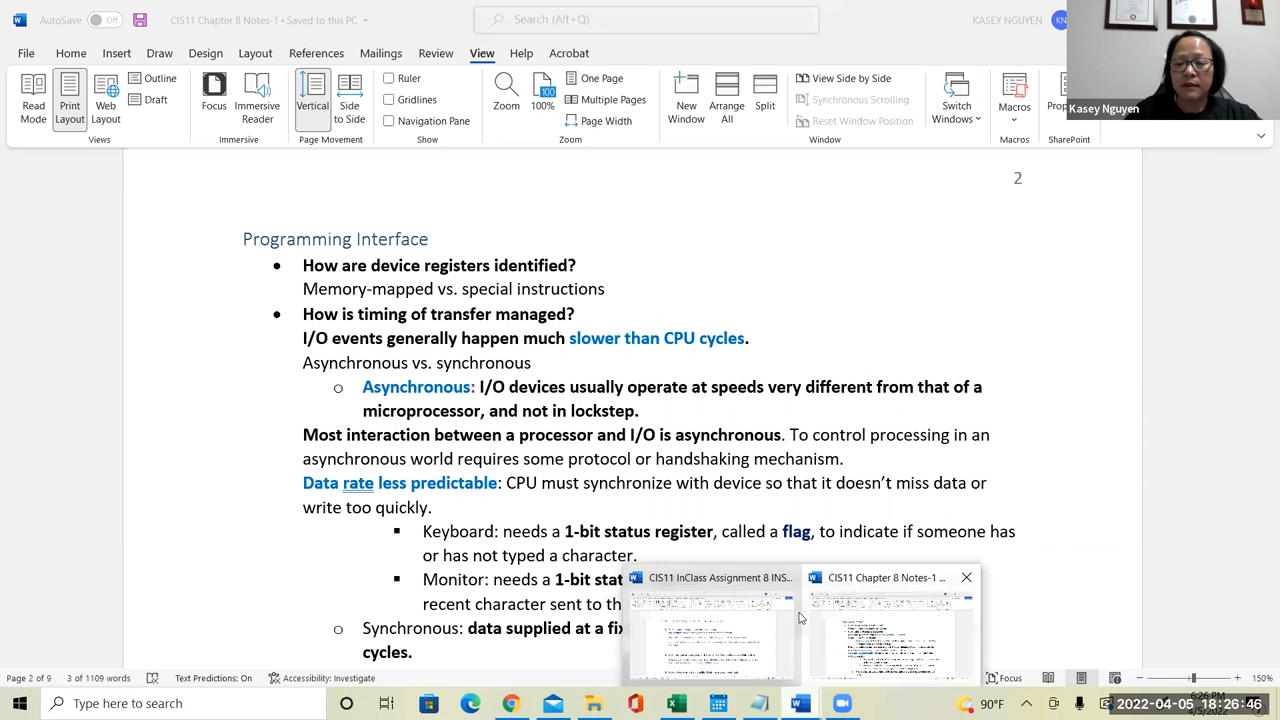 AutoSave Off CIS11 Chapter 8 Notes-1 • Saved to this PC Search (Alt+Q) KASEY NGUYEN KN
File Home Insert Draw Design Layout References Mailings Review View Help Acrobat
Read Mode Print Layout Web Layout Outline Draft Focus Immersive Reader Vertical Side to Side Ruler Gridlines Navigation Pane Zoom 100 100% One Page Multiple Pages Page Width New Window Arrange All Split View Side by Side Synchronous Scrolling Reset Window Position Switch Windows Macros
Views Immersive Page Movement Show Zoom Window Macros SharePoint
Kasey Nguyen
2
Programming Interface
• How are device registers identified?
Memory-mapped vs. special instructions
• How is timing of transfer managed?
I/O events generally happen much slower than CPU cycles.
Asynchronous vs. synchronous
o Asynchronous: I/O devices usually operate at speeds very different from that of a
microprocessor, and not in lockstep.
Most interaction between a processor and I/O is asynchronous. To control processing in an
asynchronous world requires some protocol or handshaking mechanism.
Data rate less predictable: CPU must synchronize with device so that it doesn't miss data or
write too quickly.
▪ Keyboard: needs a 1-bit status register, called a flag, to indicate if someone has
or has not typed a character.
▪ Monitor: needs a 1-bit stat
recent character sent to th
o Synchronous: data supplied at a fix
cycles.
CIS11 InClass Assignment 8 INS... CIS11 Chapter 8 Notes-1 ...
Page 2 of 9 3 of 1109 words Text Predictions: On Accessibility: Investigate Focus 150%
Type here to search 90°F 6:26 PM
4/5/2022
2022-04-05 18:26:46